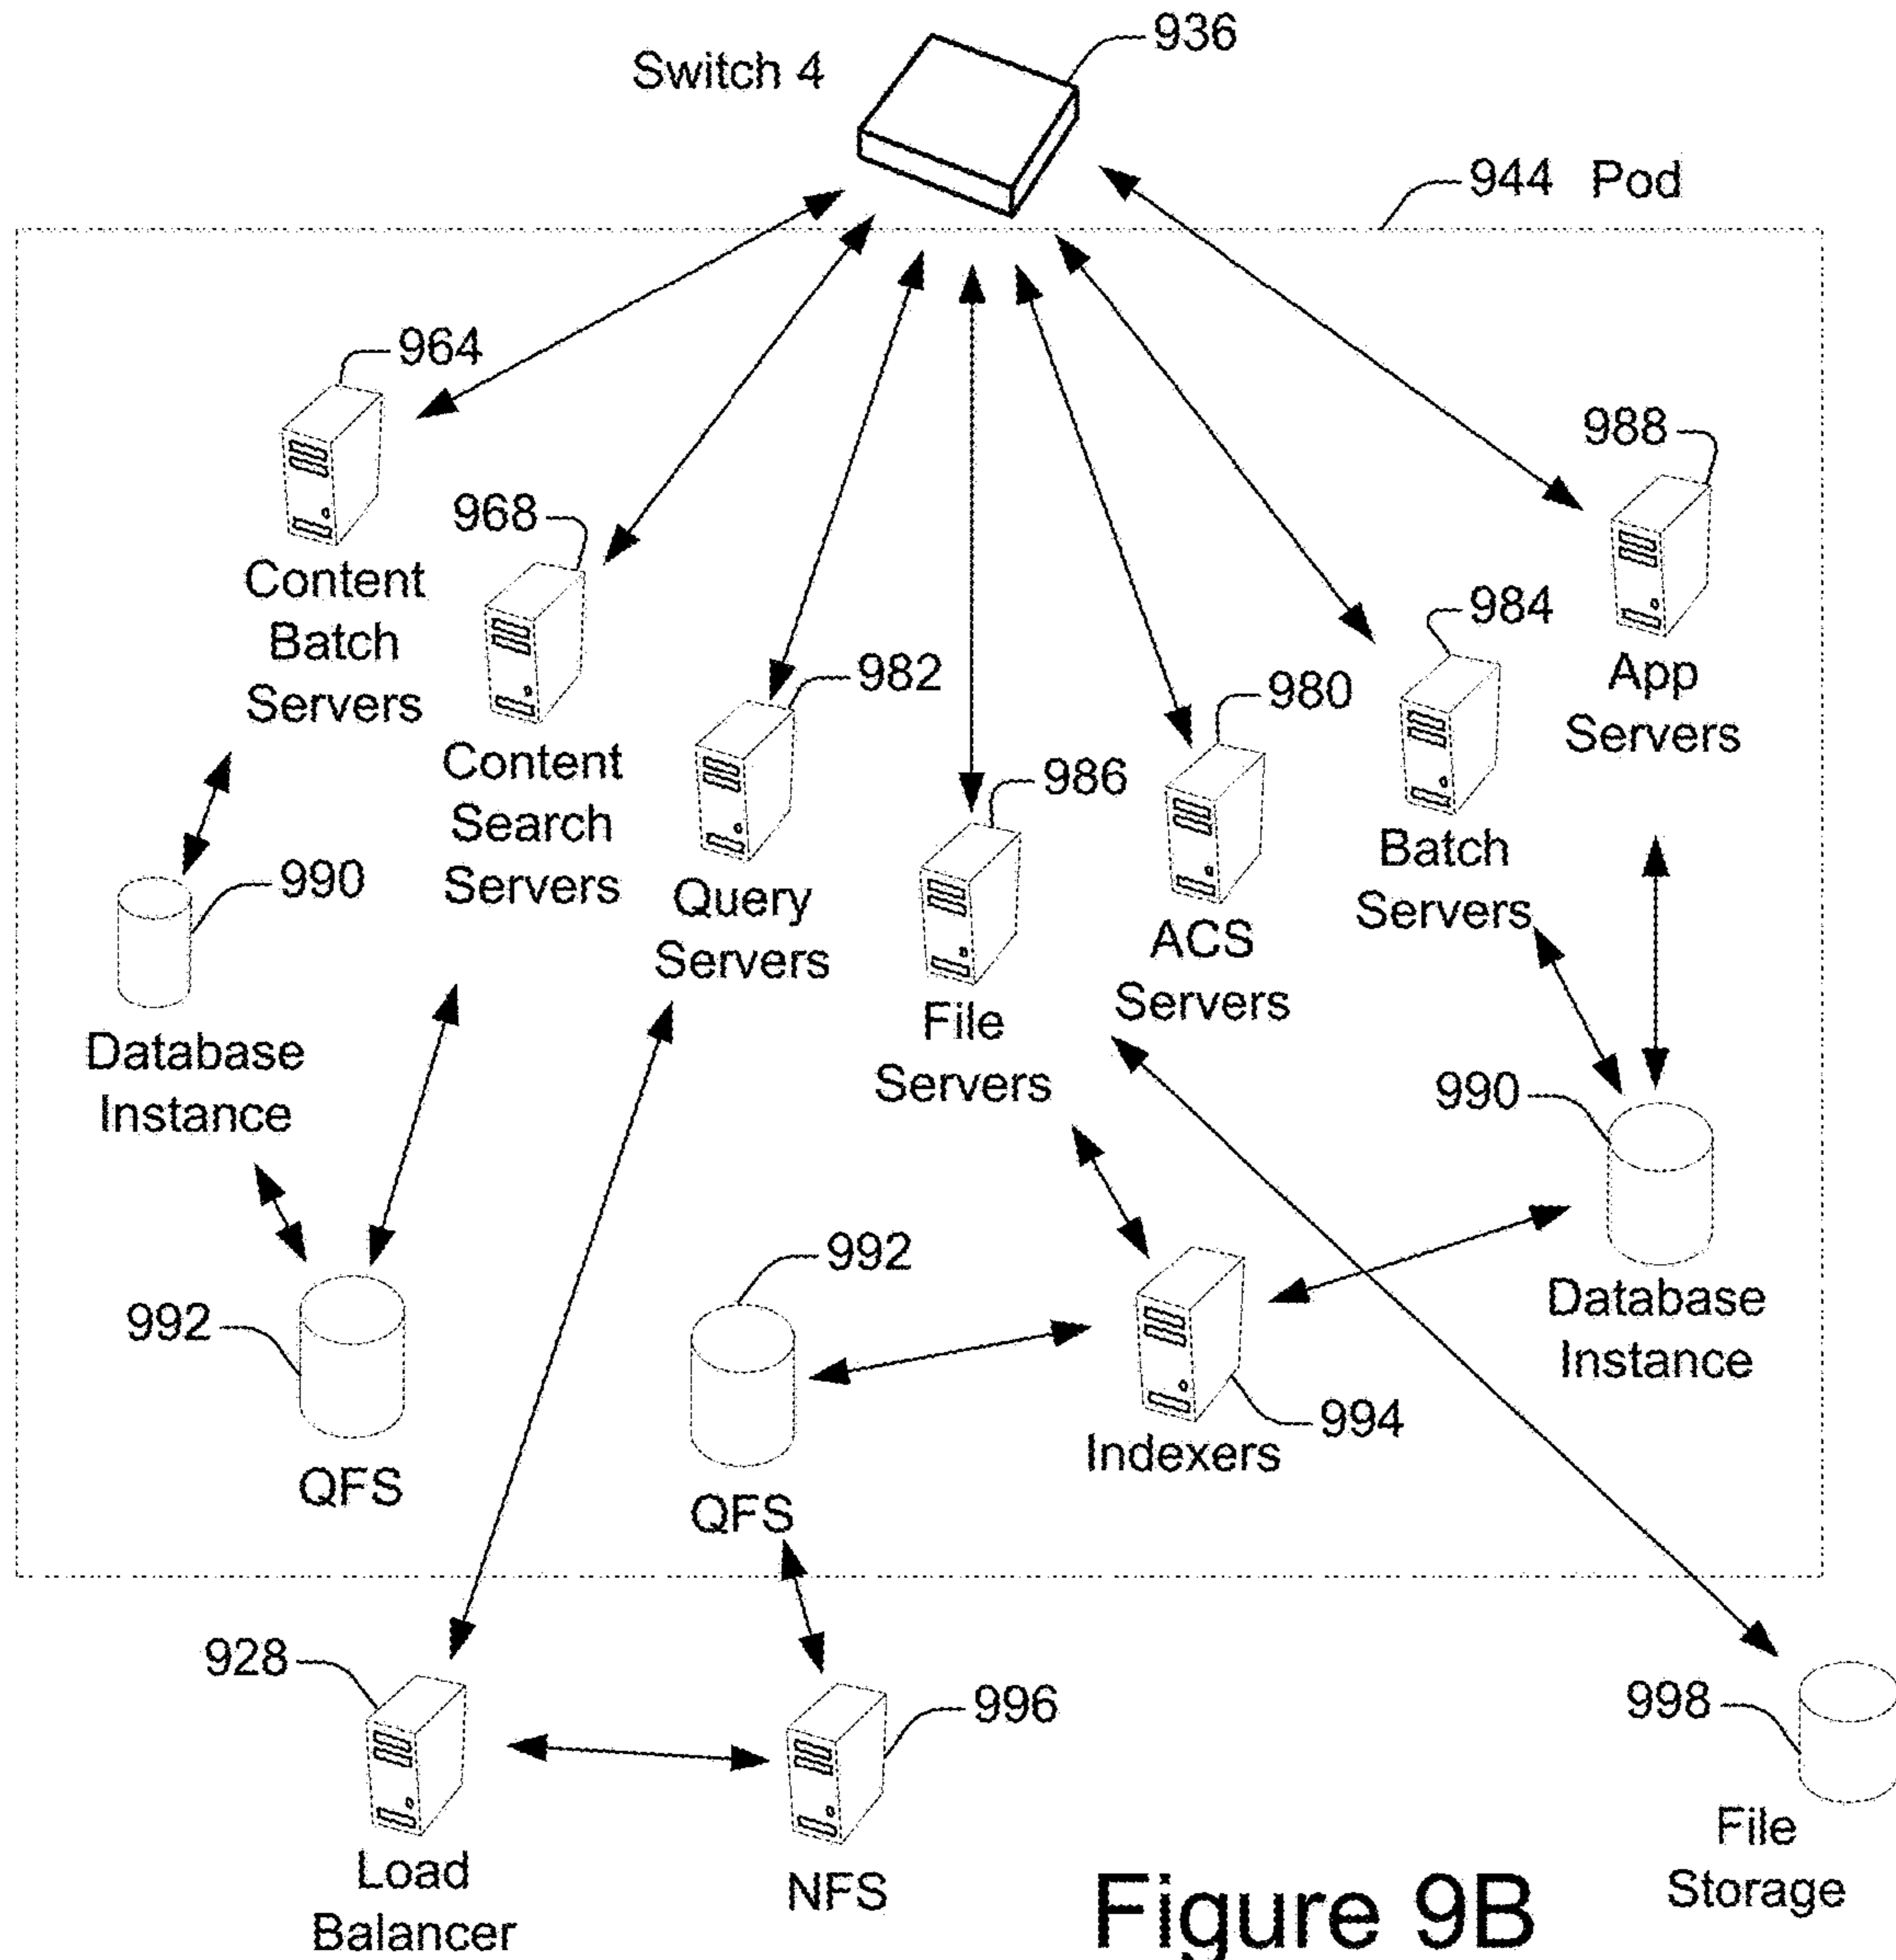 936
Switch 4
944 Pod
964
988
968
Content
Batch
Servers
984
982
980
App
Servers
Content
Search
Servers
986
Batch
Servers
990
Query
Servers
ACS
Servers
File
Servers
Database
Instance
990
992
992
Database
Instance
994
Indexers
QFS
QFS
928
996
998
File
Storage
Load
Balancer
NFS
Figure 9B